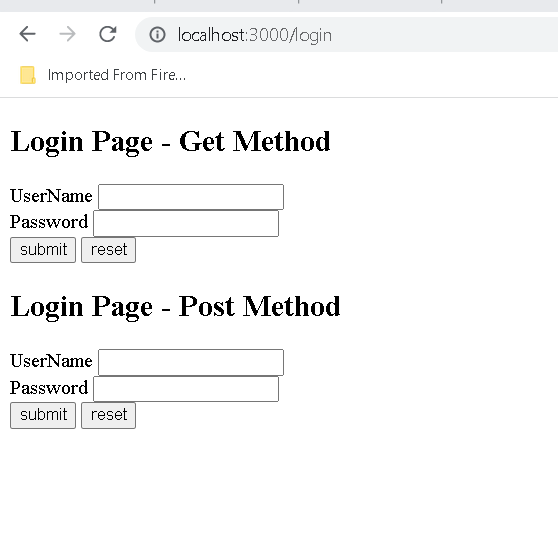 localhost:3000/login
Imported From Fire...
Login Page - Get Method
UserName
Password
submit reset
Login Page - Post Method
UserName
Password
submit reset